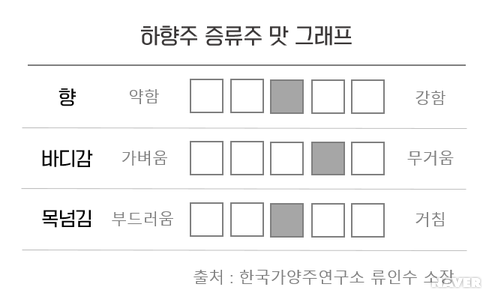 하향주 증류주 맛 그래프
향 약함 강함
바디감 가벼움 무거움
목넘김 부드러움 거침
출처 : 한국가양주연구소 류인수 소장
NAVER